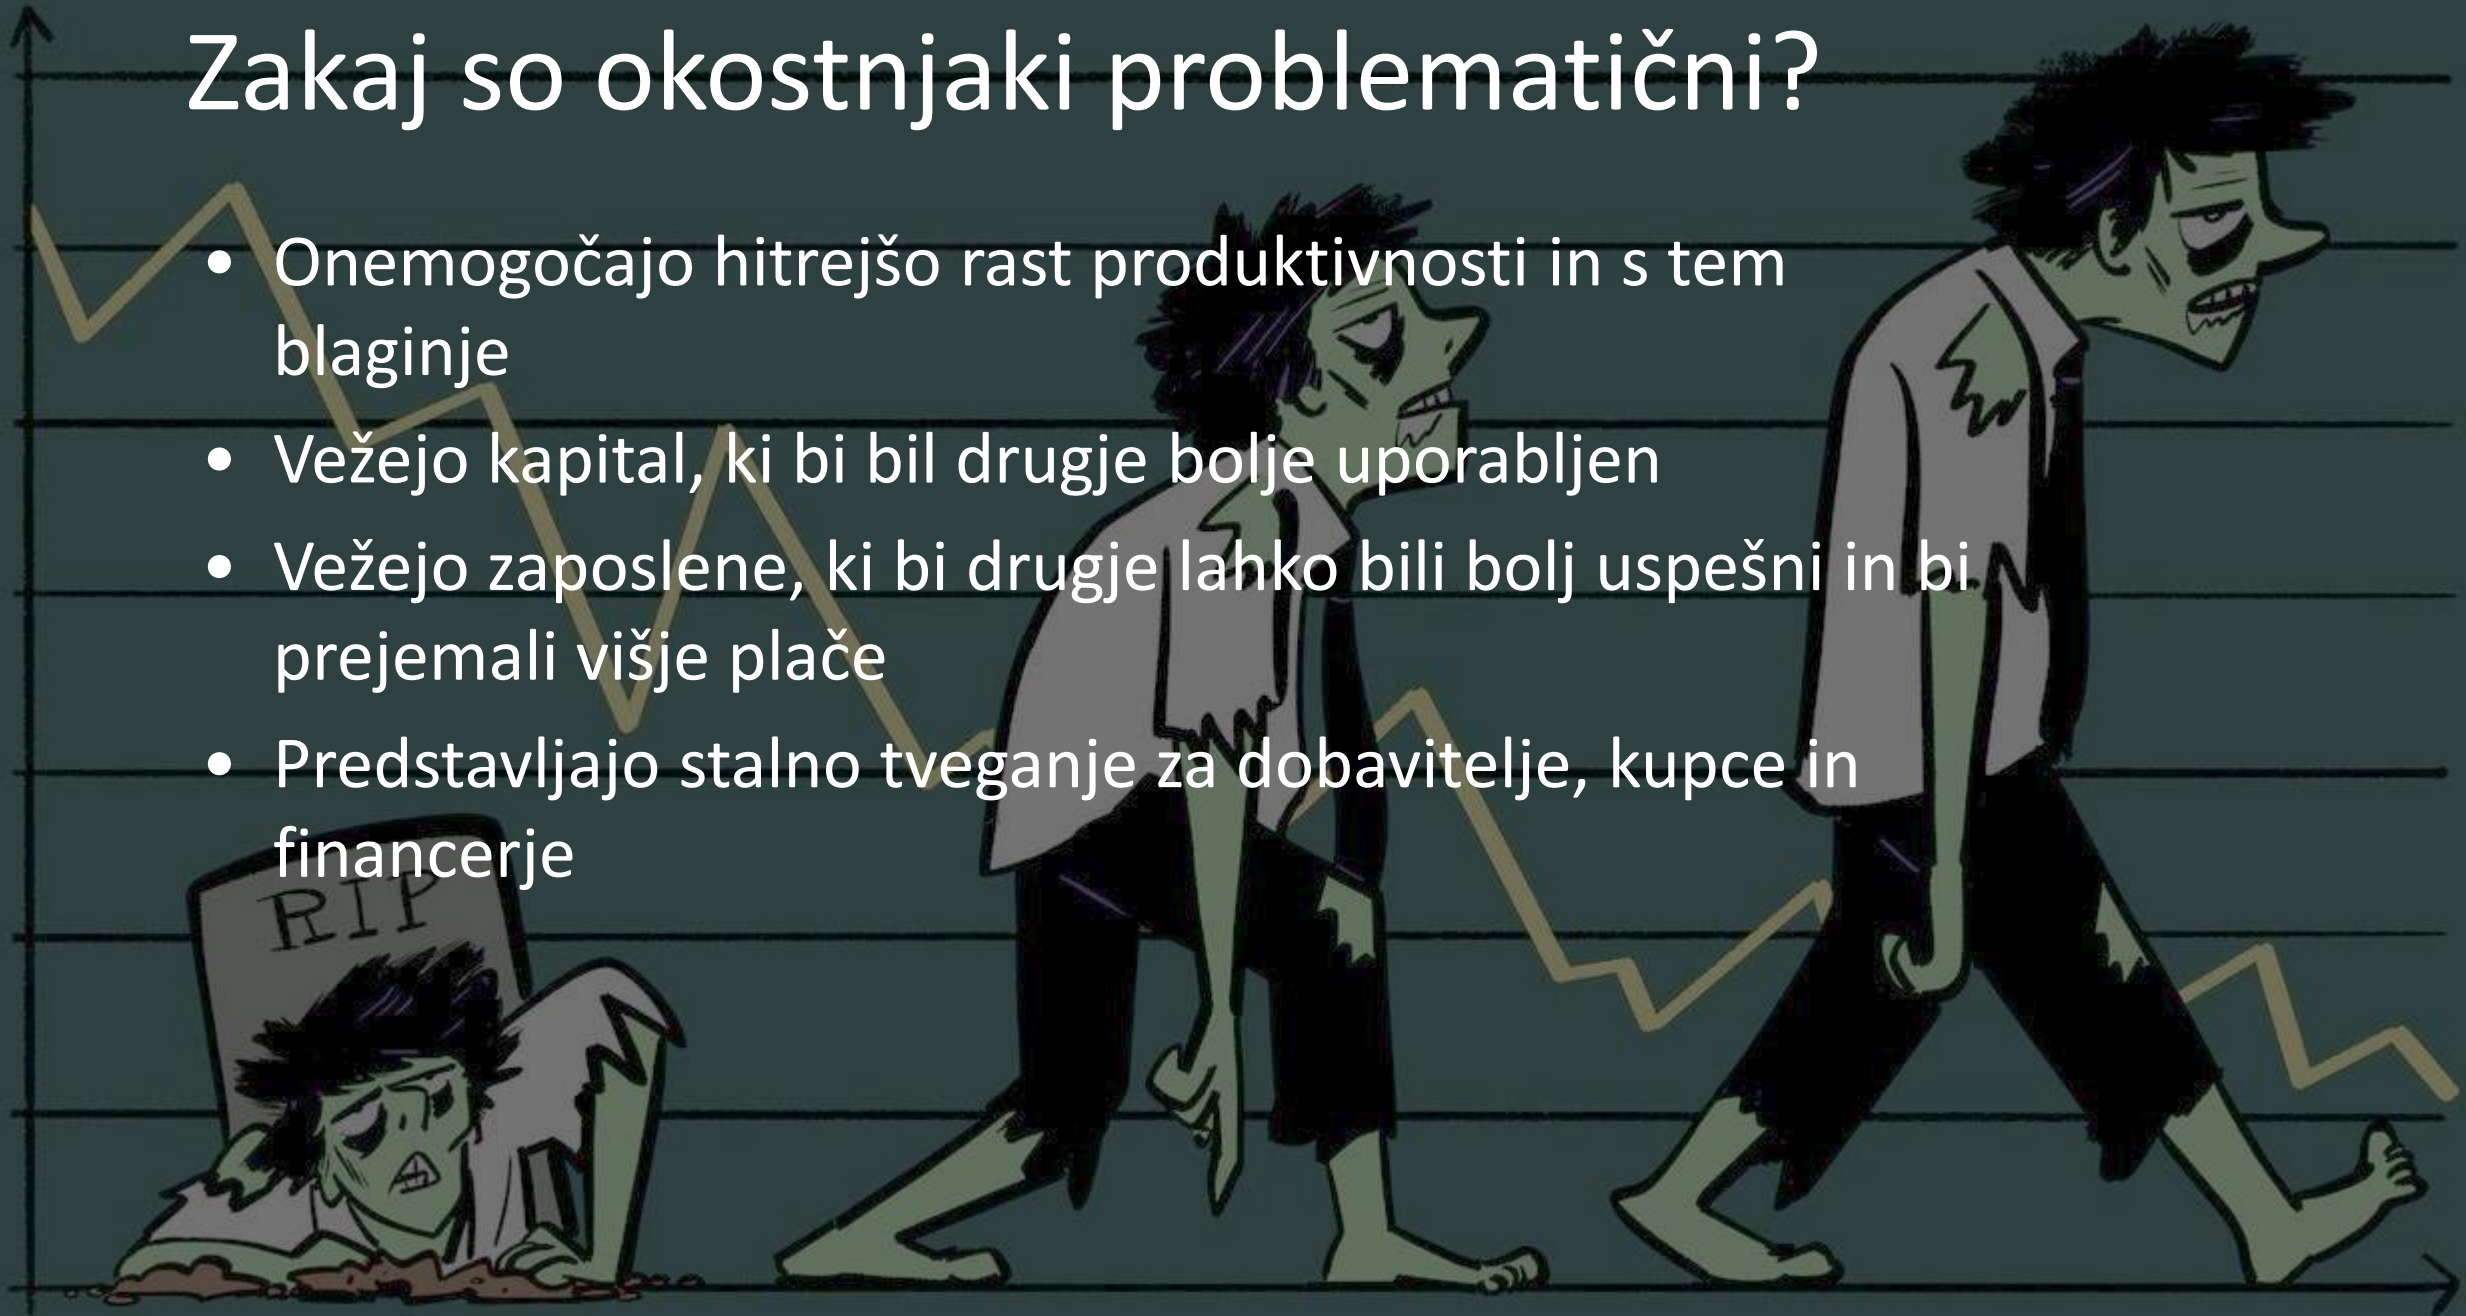 Zakaj so okostnjaki problematični?
• Onemogočajo hitrejšo rast produktivnosti in s tem
blaginje
• Vežejo kapital, ki bi bil drugje bolje uporabljen
• Vežejo zaposlene, ki bi drugje lahko bili bolj uspešni in bi
prejemali višje plače
• Predstavljajo stalno tveganje za dobavitelje, kupce in
financerje
RIP